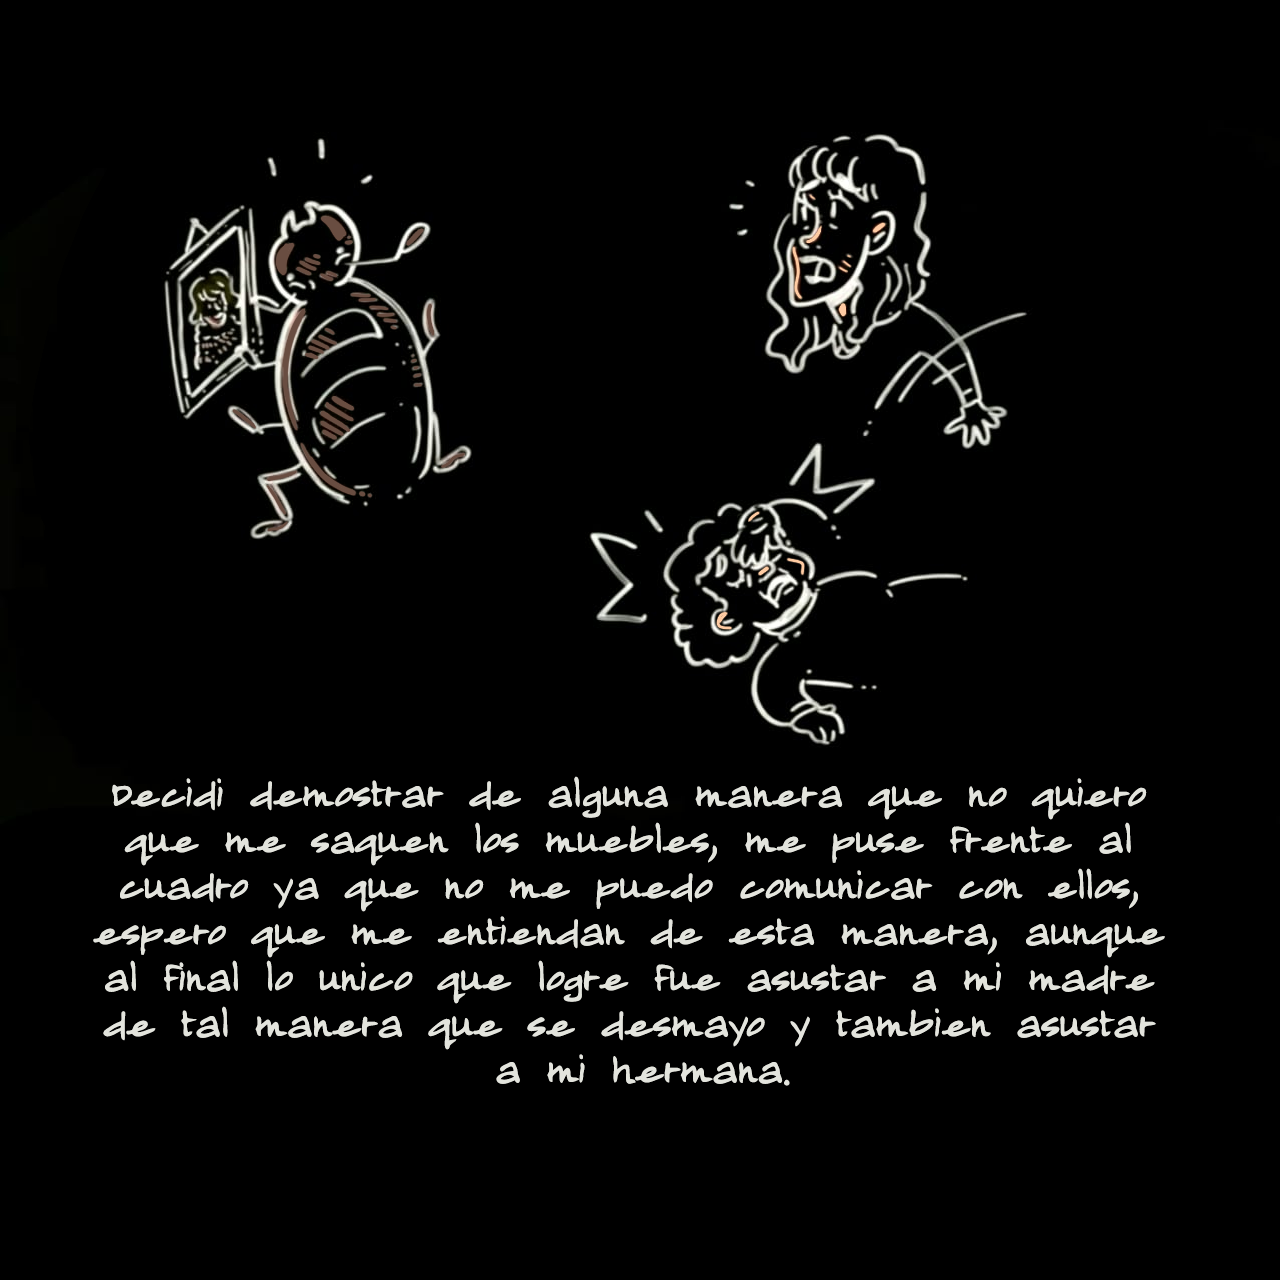 Decidi demostrar de alguna manera que no quiero
que me saquen los muebles, me puse frente al
cuadro ya que no me puedo comunicar con ellos,
espero que me entiendan de esta manera, aunque
al final lo unico que logre fue asustar a mi madre
de tal manera que se desmayo y tambien asustar
a mi hermana.